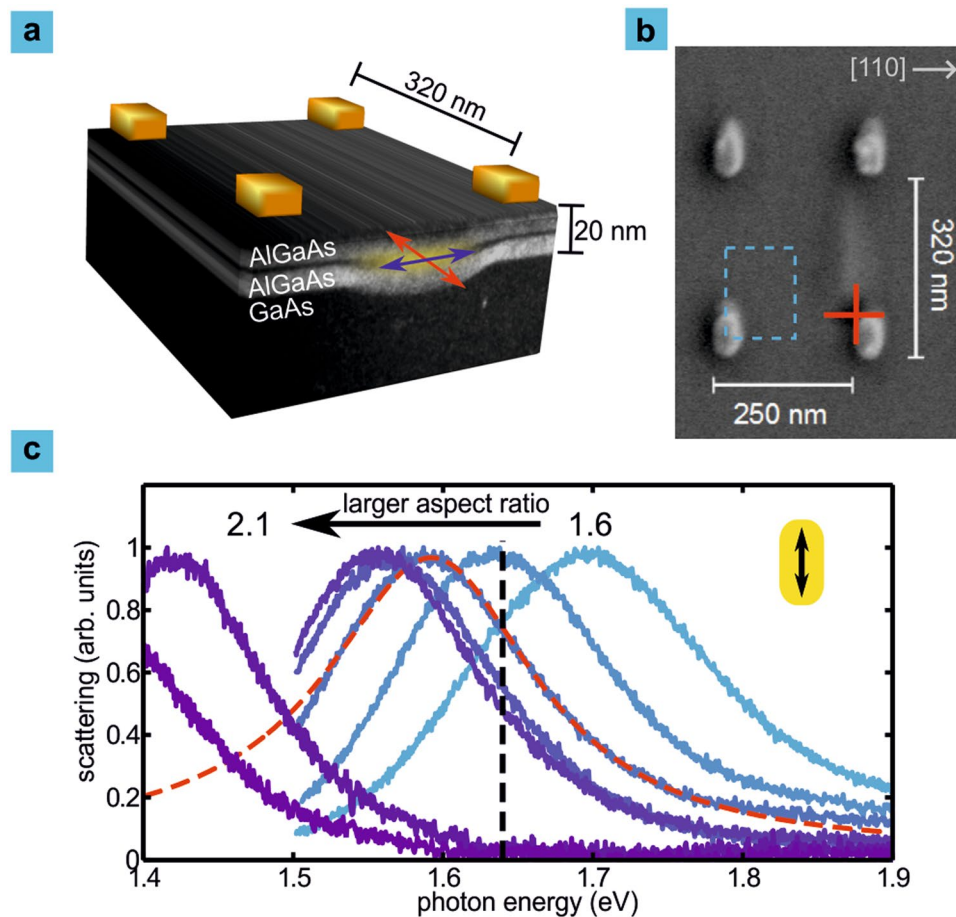 a
320 nm
20 nm
AlGaAs
AlGaAs
GaAs
b
[110]
320 nm
250 nm
c
larger aspect ratio
2.1
1.6
scattering (arb. units)
1
0.8
0.6
0.4
0.2
0
1.4 1.5 1.6 1.7 1.8 1.9
photon energy (eV)